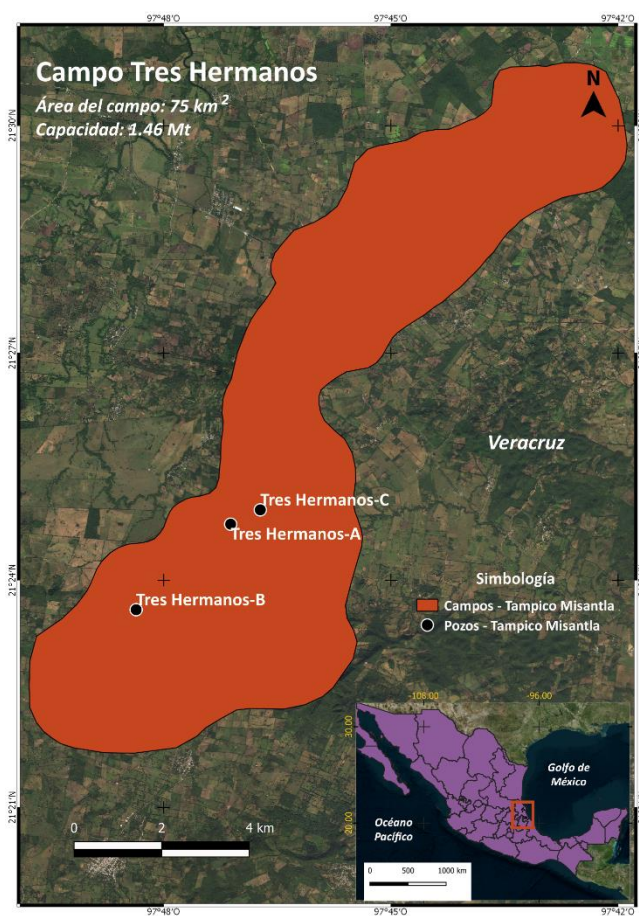 97°48'O 97°45'O 97°42'O
Campo Tres Hermanos
Área del campo: 75 km²
Capacidad: 1.46 Mt
N
21°30'N
21°27'N
Veracruz
Tres Hermanos-C
Tres Hermanos-A
21°24'N
Tres Hermanos-B
Simbología
Campos - Tampico Misantla
Pozos - Tampico Misantla
-108.00 -96.00
30.00
Golfo de
México
21°21'N
Océano
Pacífico
20.00
0 2 4 km
0 500 1000 km
97°48'O 97°45'O 97°42'O